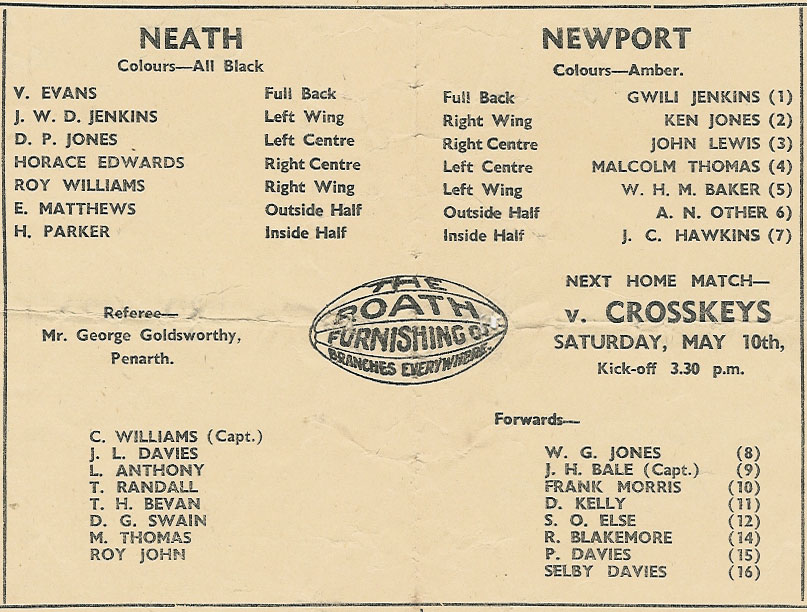 NEATH
Colours—All Black
V. EVANS Full Back
J. W. D. JENKINS Left Wing
D. P. JONES Left Centre
HORACE EDWARDS Right Centre
ROY WILLIAMS Right Wing
E. MATTHEWS Outside Half
H. PARKER Inside Half
NEWPORT
Colours—Amber.
Full Back GWILI JENKINS (1)
Right Wing KEN JONES (2)
Right Centre JOHN LEWIS (3)
Left Centre MALCOLM THOMAS (4)
Left Wing W. H. M. BAKER (5)
Outside Half A. N. OTHER 6)
Inside Half J. C. HAWKINS (7)
Referee—
Mr. George Goldsworthy,
Penarth.
THE
ROATH
FURNISHING CO.
BRANCHES EVERYWHERE.
NEXT HOME MATCH—
v. CROSSKEYS
SATURDAY, MAY 10th,
Kick-off 3.30 p.m.
C. WILLIAMS (Capt.)
J. L. DAVIES
L. ANTHONY
T. RANDALL
T. H. BEVAN
D. G. SWAIN
M. THOMAS
ROY JOHN
Forwards—
W. G. JONES (8)
J. H. BALE (Capt.) (9)
FRANK MORRIS (10)
D. KELLY (11)
S. O. ELSE (12)
R. BLAKEMORE (14)
P. DAVIES (15)
SELBY DAVIES (16)